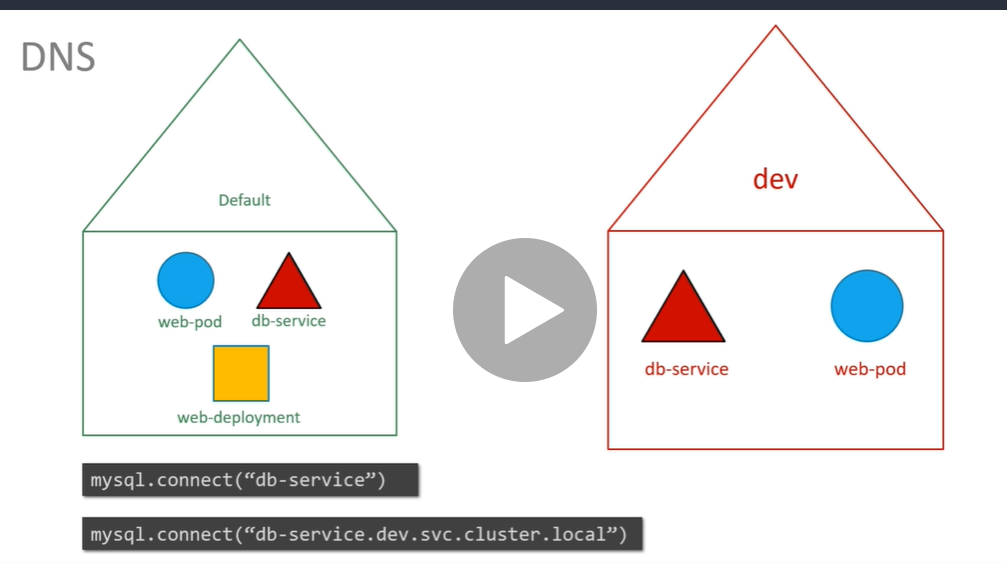 DNS
Default
dev
web-pod
db-service
web-deployment
db-service
web-pod
mysql.connect(“db-service”)
mysql.connect(“db-service.dev.svc.cluster.local”)